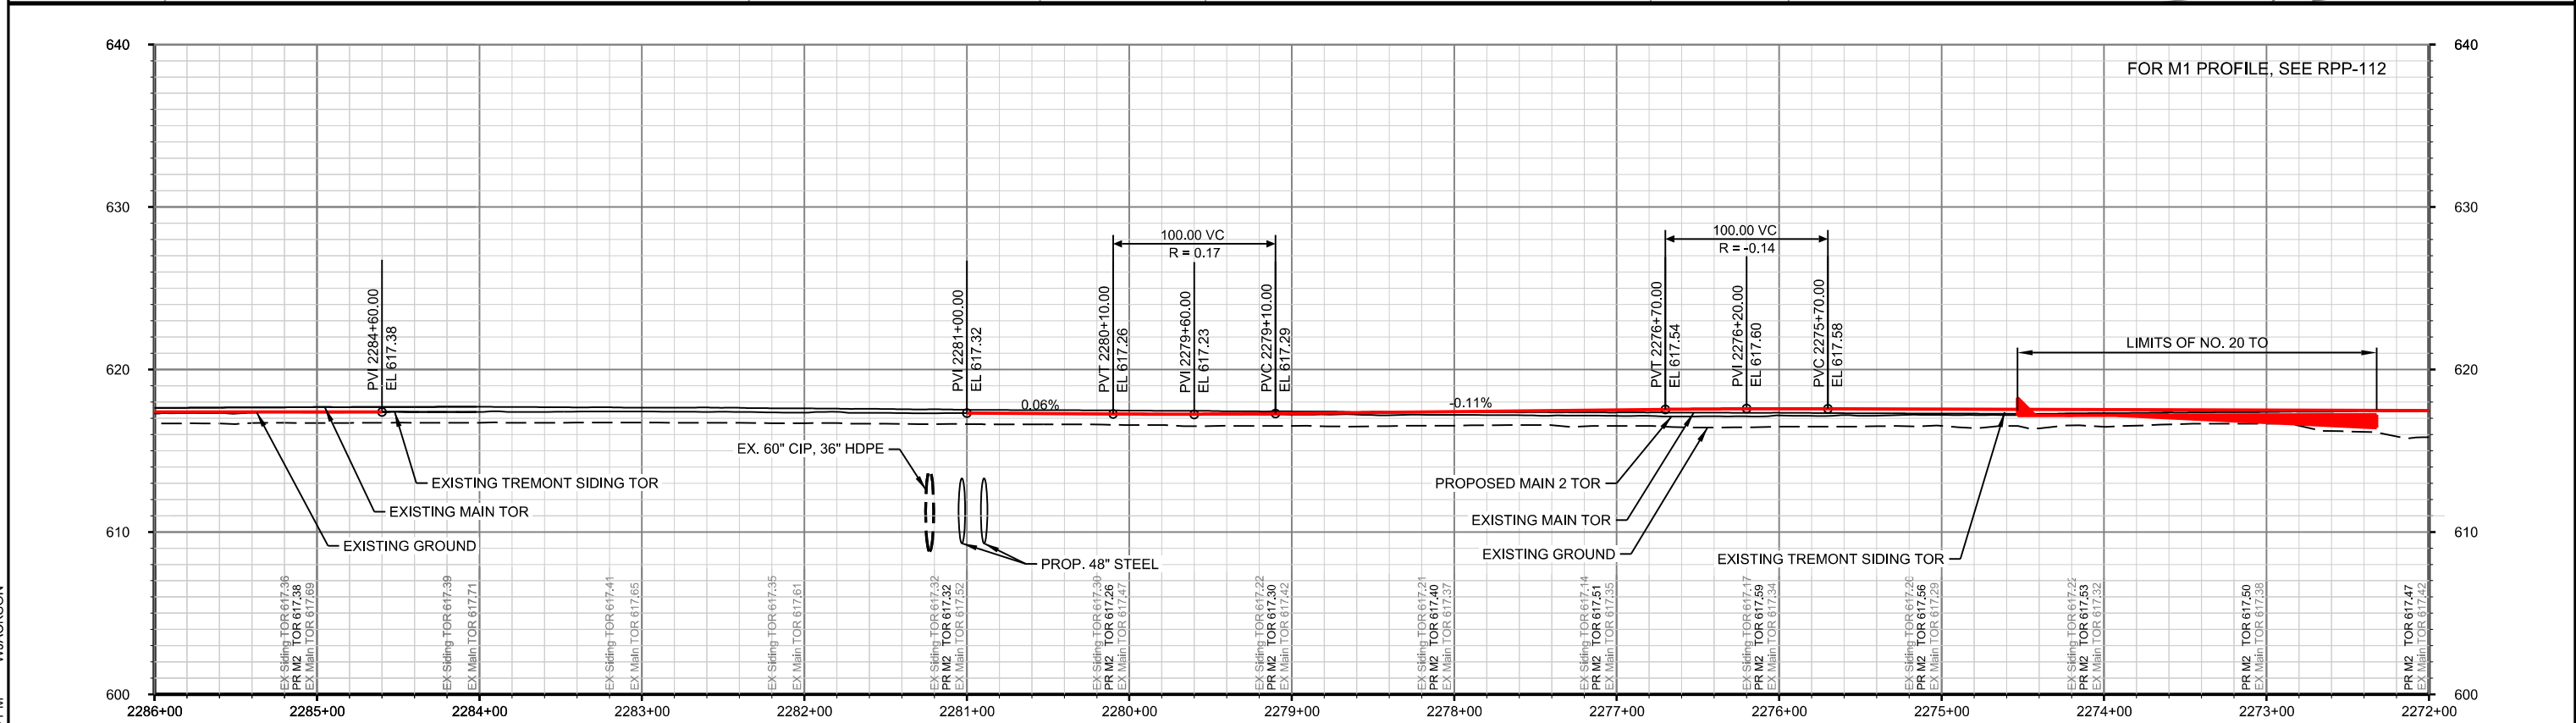 640
640
FOR M1 PROFILE, SEE RPP-112
630
630
100.00 VC
R = 0.17
100.00 VC
R = -0.14
PVI 2284+60.00
EL 617.38
PVI 2281+00.00
EL 617.32
PVT 2280+10.00
EL 617.26
PVI 2279+60.00
EL 617.23
PVC 2279+10.00
EL 617.29
PVT 2276+70.00
EL 617.54
PVI 2276+20.00
EL 617.60
PVC 2275+70.00
EL 617.58
LIMITS OF NO. 20 TO
620
620
0.06%
-0.11%
EX. 60" CIP, 36" HDPE
EXISTING TREMONT SIDING TOR
EXISTING MAIN TOR
EXISTING GROUND
PROP. 48" STEEL
PROPOSED MAIN 2 TOR
EXISTING MAIN TOR
EXISTING GROUND
EXISTING TREMONT SIDING TOR
610
610
EX Siding TOR 617.36
PR M2 TOR 617.38
EX Main TOR 617.69
EX Siding TOR 617.39
EX Main TOR 617.71
EX Siding TOR 617.41
EX Main TOR 617.65
EX Siding TOR 617.35
EX Main TOR 617.61
EX Siding TOR 617.32
PR M2 TOR 617.32
EX Main TOR 617.52
EX Siding TOR 617.30
PR M2 TOR 617.26
EX Main TOR 617.47
EX Siding TOR 617.22
PR M2 TOR 617.30
EX Main TOR 617.42
EX Siding TOR 617.21
PR M2 TOR 617.40
EX Main TOR 617.37
EX Siding TOR 617.14
PR M2 TOR 617.51
EX Main TOR 617.35
EX Siding TOR 617.17
PR M2 TOR 617.59
EX Main TOR 617.34
EX Siding TOR
PR M2 TOR 617.56
EX Main TOR 617.29
EX Siding TOR
PR M2 TOR 617.53
EX Main TOR 617.32
PR M2 TOR 617.50
EX Main TOR 617.38
PR M2 TOR 617.47
EX Main TOR 617.42
600
600
2286+00
2285+00
2284+00
2283+00
2282+00
2281+00
2280+00
2279+00
2278+00
2277+00
2276+00
2275+00
2274+00
2273+00
2272+00